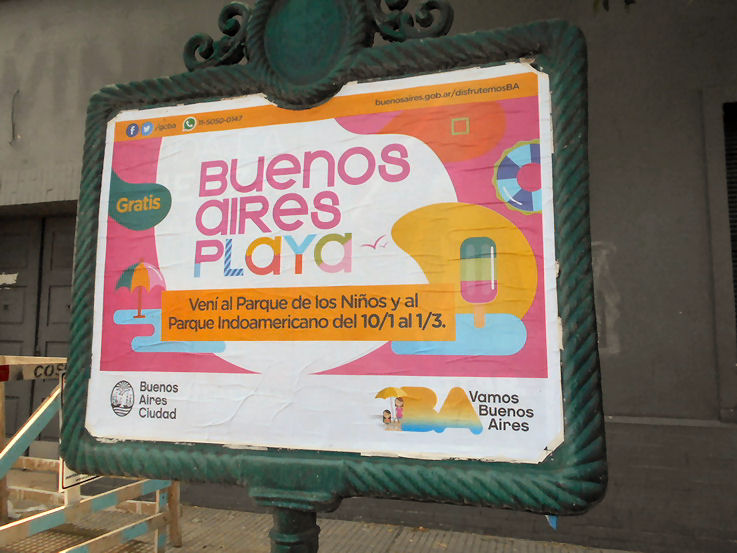 buenosaires.gob.ar/disfrutemosBA
/gcba 11-5050-0147
Gratis
Buenos
aires
Playa
Vení al Parque de los Niños y al
Parque Indoamericano del 10/1 al 1/3.
Buenos
Aires
Ciudad
BA
Vamos
Buenos
Aires